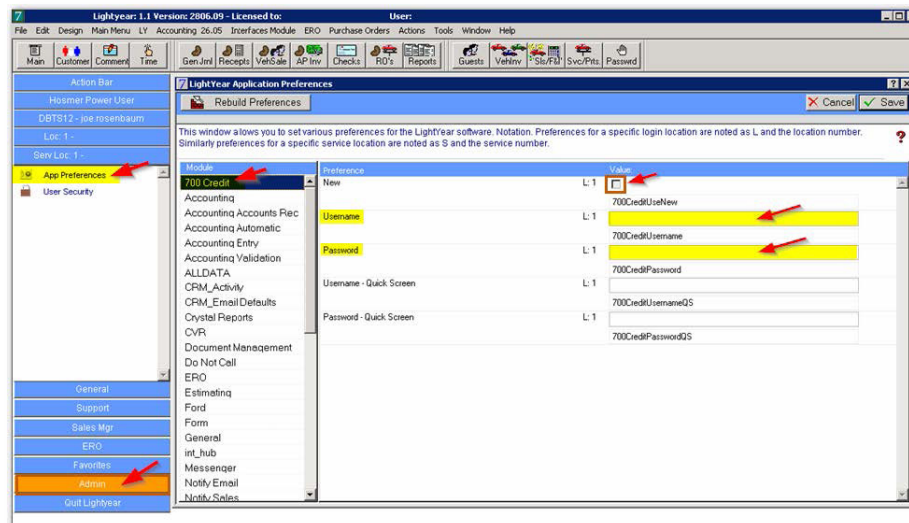 7 Lightyear: 1.1 Version: 2806.09 - Licensed to: User:
File Edit Design Main Menu LY Accounting 26.05 Interfaces Module ERO Purchase Orders Actions Tools Window Help
Main Customer Comment Time Gen Jrnl Recepts VehSale AP Inv Checks RO's Reports Guests VehInv Sls/F&I Svc/Prts Passwrd
Action Bar
Hosmer Power User
DBTS12 - joe rosenbaum
Loc: 1 -
Serv Loc: 1 -
App Preferences
User Security
General
Support
Sales Mgr
ERO
Favorites
Admin
Quit Lightyear
7 LightYear Application Preferences
Rebuild Preferences
Cancel
Save
This window allows you to set various preferences for the LightYear software. Notation. Preferences for a specific login location are noted as L and the location number.
Similarly preferences for a specific service location are noted as S and the service number.
?
Module
700 Credit
Accounting
Accounting Accounts Rec
Accounting Automatic
Accounting Entry
Accounting Validation
ALLDATA
CRM_Activity
CRM_Email Defaults
Crystal Reports
CVR
Document Management
Do Not Call
ERO
Estimating
Ford
Form
General
int_hub
Messenger
Notify Email
Notify Sales
Preference Value
New L: 1
700CreditUseNew
Username L: 1
700CreditUsername
Password L: 1
700CreditPassword
Username - Quick Screen L: 1
700CreditUsernameQS
Password - Quick Screen L: 1
700CreditPasswordQS